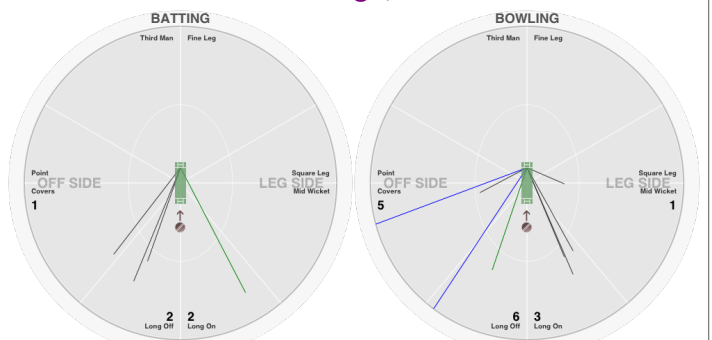 BATTING
Third Man Fine Leg
Point
Covers
OFF SIDE
1
Square Leg
Mid Wicket
LEG SIDE
2 2
Long Off Long On
BOWLING
Third Man Fine Leg
Point
Covers
OFF SIDE
5
Square Leg
Mid Wicket
LEG SIDE
1
6 3
Long Off Long On